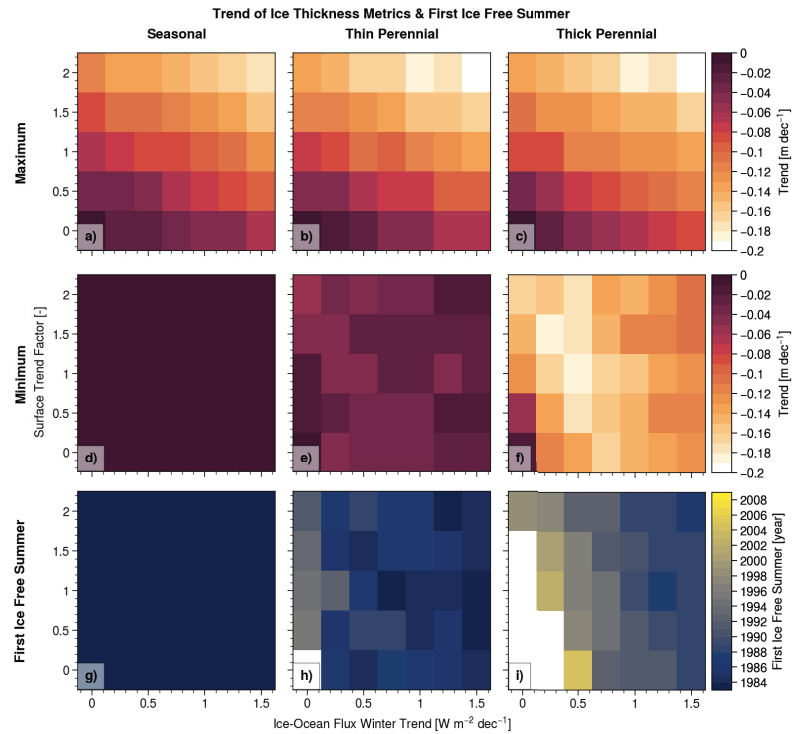 Trend of Ice Thickness Metrics & First Ice Free Summer
Seasonal
Thin Perennial
Thick Perennial
Maximum
2
1.5
1
0.5
0
a)
b)
c)
0
−0.02
−0.04
−0.06
−0.08
−0.1
−0.12
−0.14
−0.16
−0.18
−0.2
Trend [m dec−1]
Minimum
Surface Trend Factor [-]
2
1.5
1
0.5
0
d)
e)
f)
0
−0.02
−0.04
−0.06
−0.08
−0.1
−0.12
−0.14
−0.16
−0.18
−0.2
Trend [m dec−1]
First Ice Free Summer
2
1.5
1
0.5
0
g)
h)
i)
2008
2006
2004
2002
2000
1998
1996
1994
1992
1990
1988
1986
1984
First Ice Free Summer [year]
0 0.5 1 1.5
0 0.5 1 1.5
0 0.5 1 1.5
Ice-Ocean Flux Winter Trend [W m−2 dec−1]